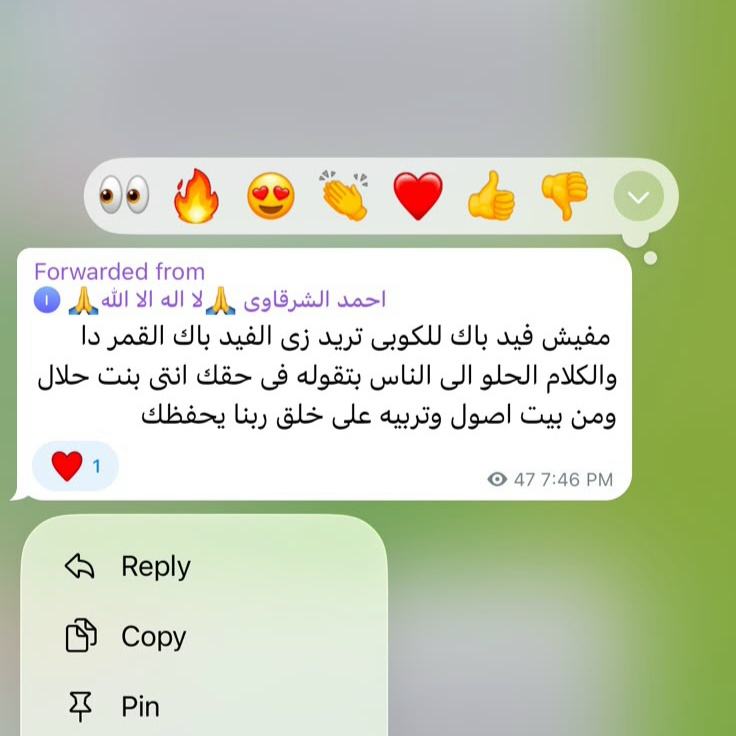 Forwarded from
احمد الشرقاوى 🙏لا اله الا الله🙏
مفيش فيد باك للكوبى تريد زى الفيد باك القمر دا
والكلام الحلو الى الناس بتقوله فى حقك انتى بنت حلال
ومن بيت اصول وتربيه على خلق ربنا يحفظك
❤️ 1
47 7:46 PM
Reply
Copy
Pin